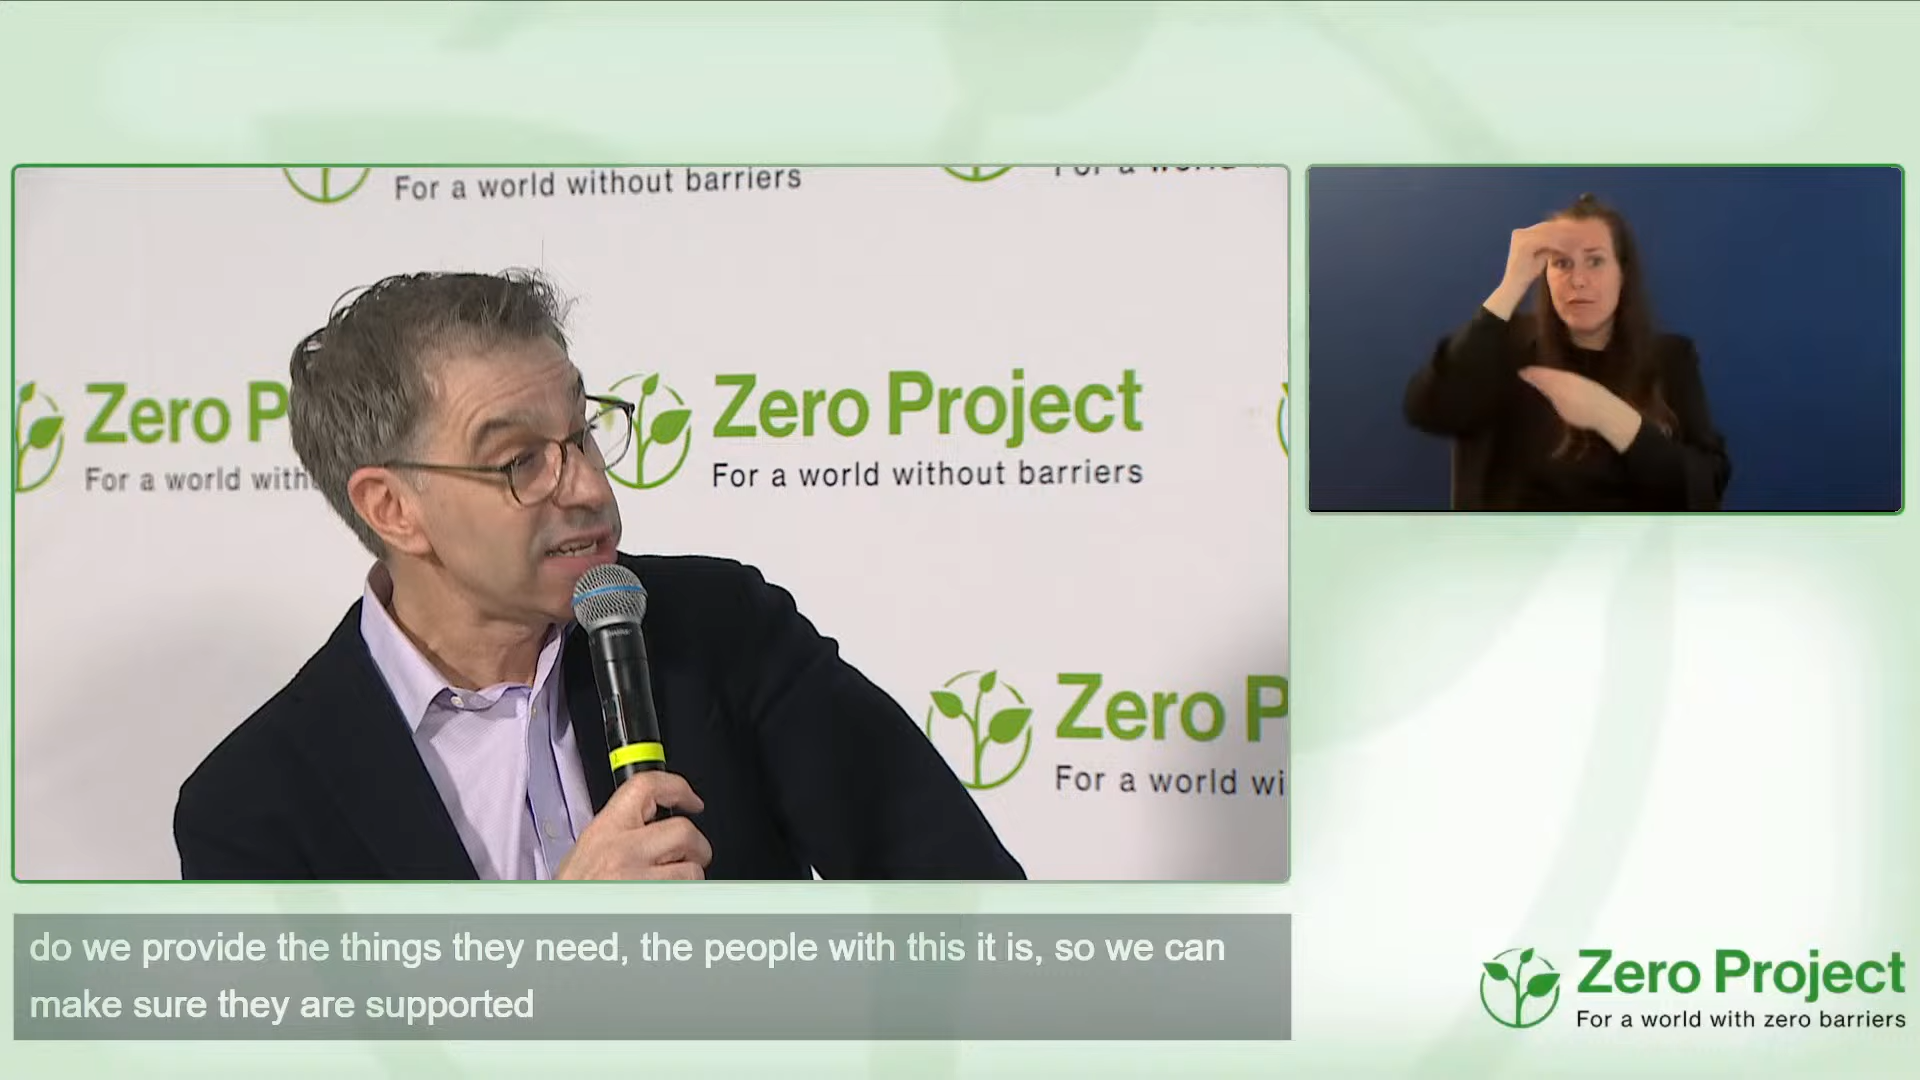 For a world without barriers
For a w
Zero P
For a world with
Zero Project
For a world without barriers
Zero P
For a world wi
do we provide the things they need, the people with this it is, so we can
make sure they are supported
Zero Project
For a world with zero barriers